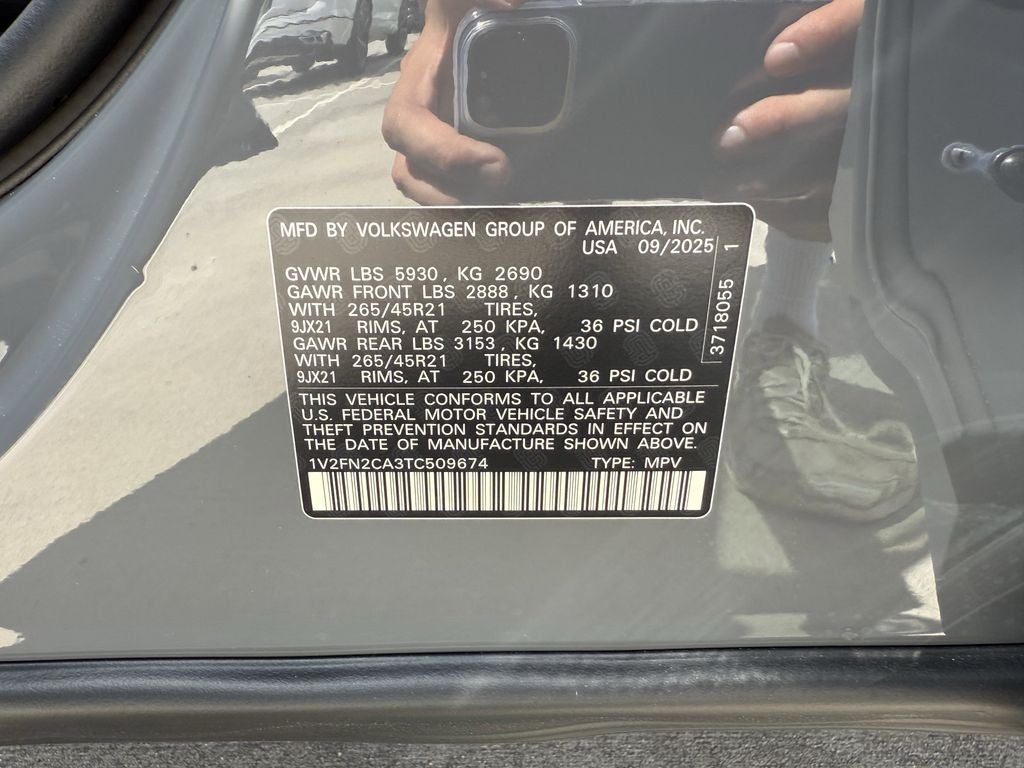 MFD BY VOLKSWAGEN GROUP OF AMERICA, INC.
USA 09/2025
GVWR LBS 5930, KG 2690
GAWR FRONT LBS 2888, KG 1310
WITH 265/45R21 TIRES,
9JX21 RIMS, AT 250 KPA, 36 PSI COLD
GAWR REAR LBS 3153, KG 1430
WITH 265/45R21 TIRES,
9JX21 RIMS, AT 250 KPA, 36 PSI COLD
3718055 1
THIS VEHICLE CONFORMS TO ALL APPLICABLE
U.S. FEDERAL MOTOR VEHICLE SAFETY AND
THEFT PREVENTION STANDARDS IN EFFECT ON
THE DATE OF MANUFACTURE SHOWN ABOVE.
1V2FN2CA3TC509674 TYPE: MPV